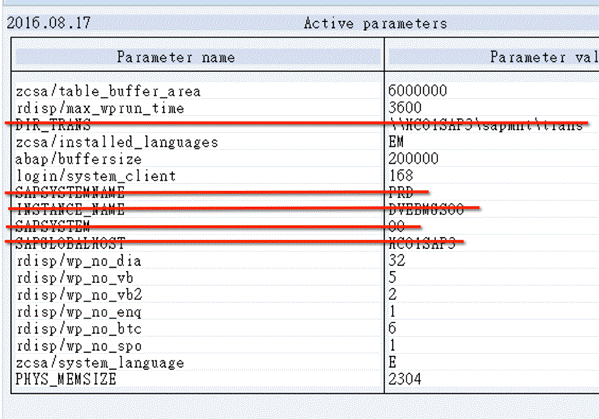 2016.08.17 Active parameters
Parameter name Parameter val
zcsa/table_buffer_area 6000000
rdisp/max_wprun_time 3600
DIR_TRANS \\HC01SAP3\sapmnt\trans
zcsa/installed_languages EM
abap/buffersize 200000
login/system_client 168
SAPSYSTEMNAME PRD
INSTANCE_NAME DVEBMGS00
SAPSYSTEM 00
SAPGLOBALHOST HC01SAP3
rdisp/wp_no_dia 32
rdisp/wp_no_vb 5
rdisp/wp_no_vb2 2
rdisp/wp_no_enq 1
rdisp/wp_no_btc 6
rdisp/wp_no_spo 1
zcsa/system_language E
PHYS_MEMSIZE 2304